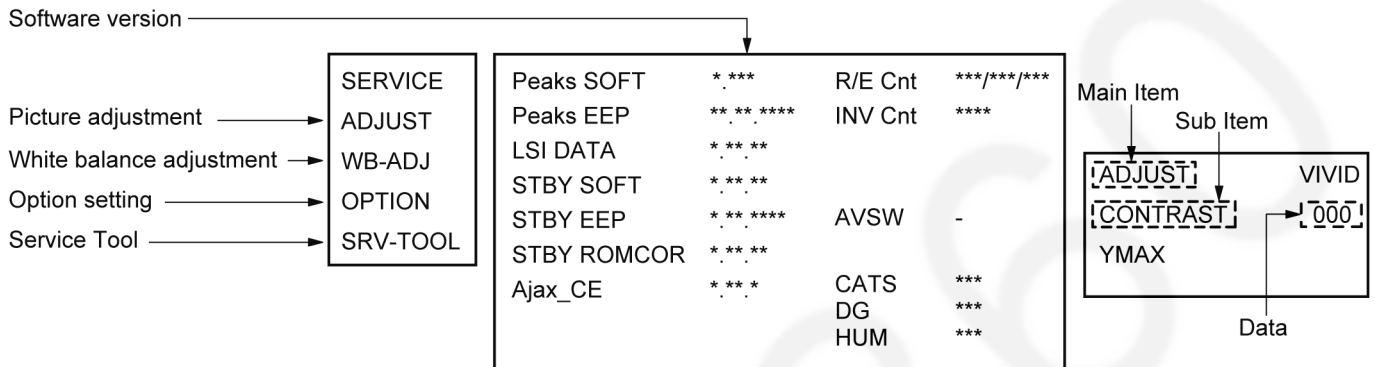 Software version
SERVICE
Picture adjustment ADJUST
White balance adjustment WB-ADJ
Option setting OPTION
Service Tool SRV-TOOL
Peaks SOFT *.*** R/E Cnt ***/***/***
Peaks EEP **.**.**** INV Cnt ****
LSI DATA *.**.**
STBY SOFT *.**.**
STBY EEP *.**.**** AVSW -
STBY ROMCOR *.**.**
Ajax_CE *.**.* CATS ***
DG ***
HUM ***
Main Item
Sub Item
ADJUST VIVID
CONTRAST 000
YMAX
Data